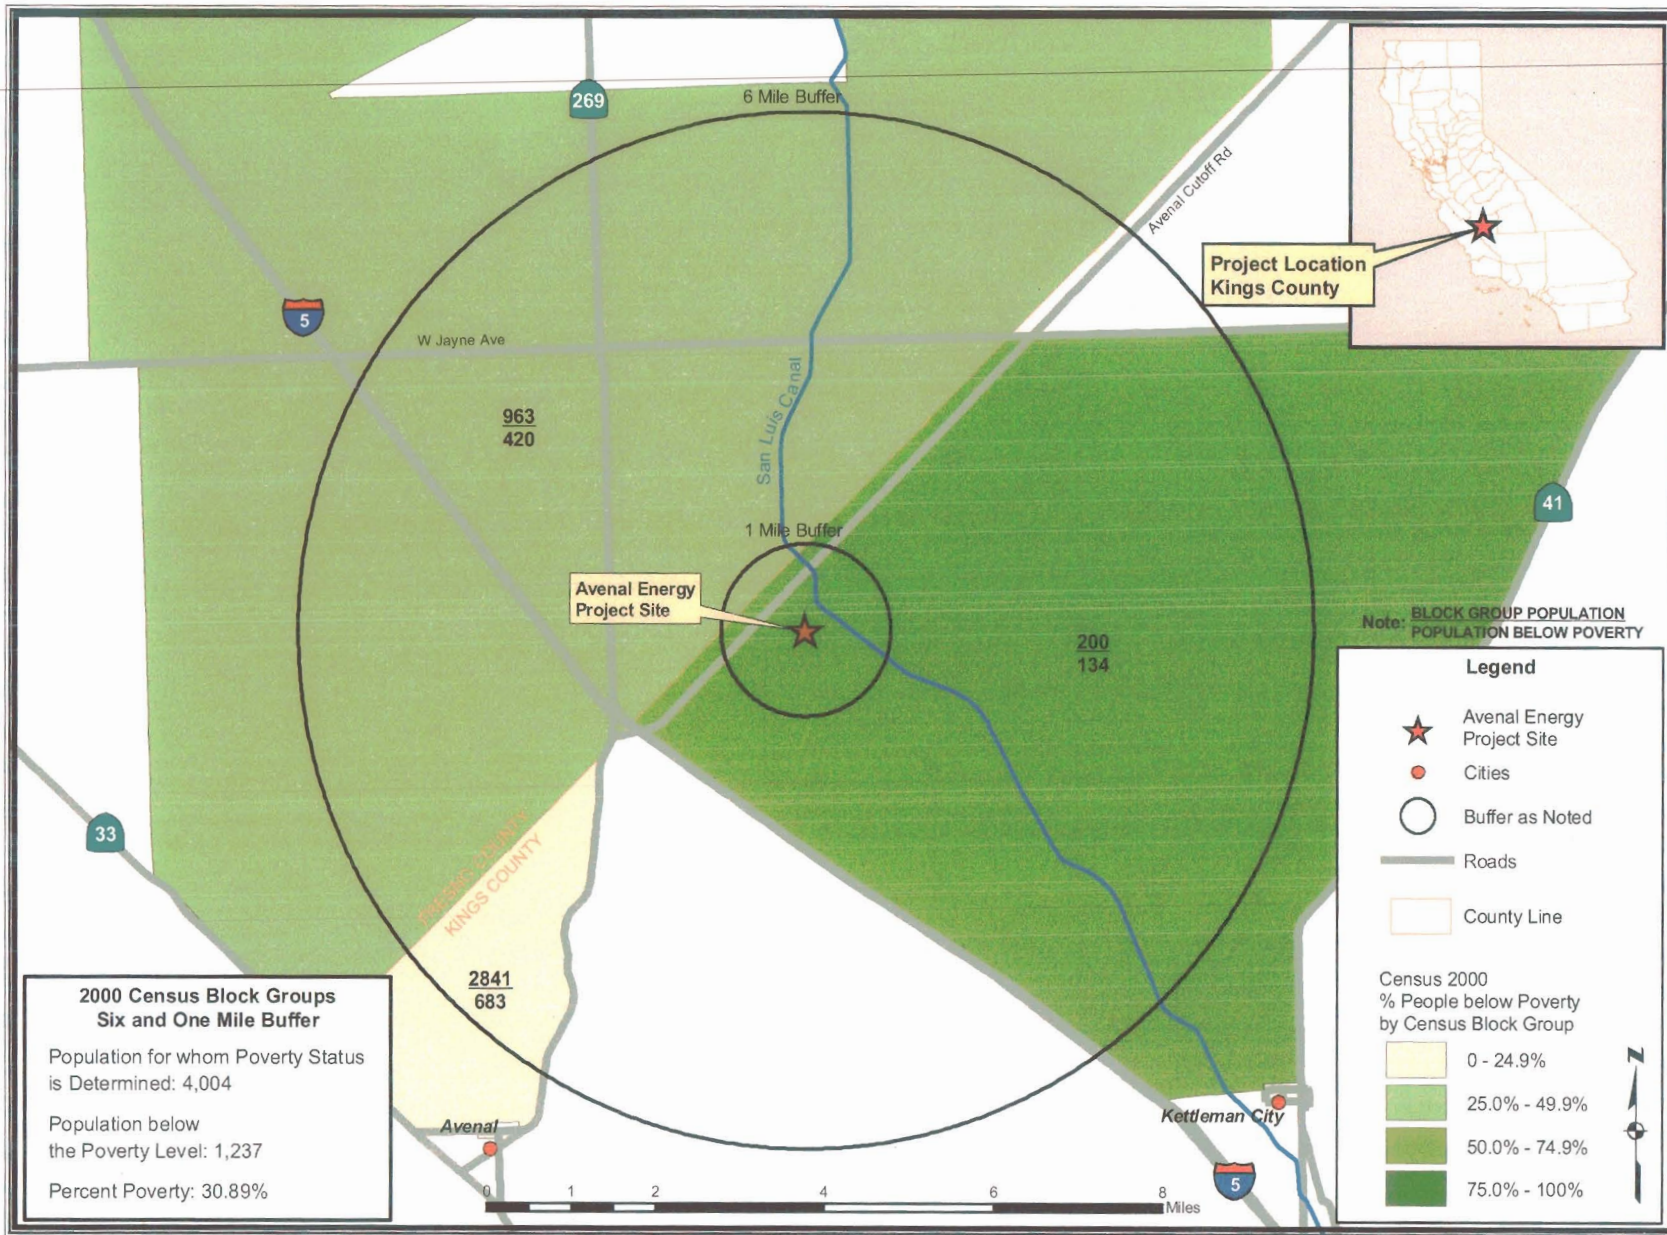 269
6 Mile Buffer
Avenal Cutoff Rd
Project Location
Kings County
5
W Jayne Ave
963
420
San Luis Canal
41
1 Mile Buffer
Avenal Energy
Project Site
200
134
Note: BLOCK GROUP POPULATION
POPULATION BELOW POVERTY
33
FRESNO COUNTY
KINGS COUNTY
2841
683
Legend
Avenal Energy
Project Site
Cities
Buffer as Noted
Roads
County Line
Census 2000
% People below Poverty
by Census Block Group
0 - 24.9%
25.0% - 49.9%
50.0% - 74.9%
75.0% - 100%
N
2000 Census Block Groups
Six and One Mile Buffer
Population for whom Poverty Status
is Determined: 4,004
Population below
the Poverty Level: 1,237
Percent Poverty: 30.89%
Avenal
Kettleman City
5
0 1 2 4 6 8 Miles